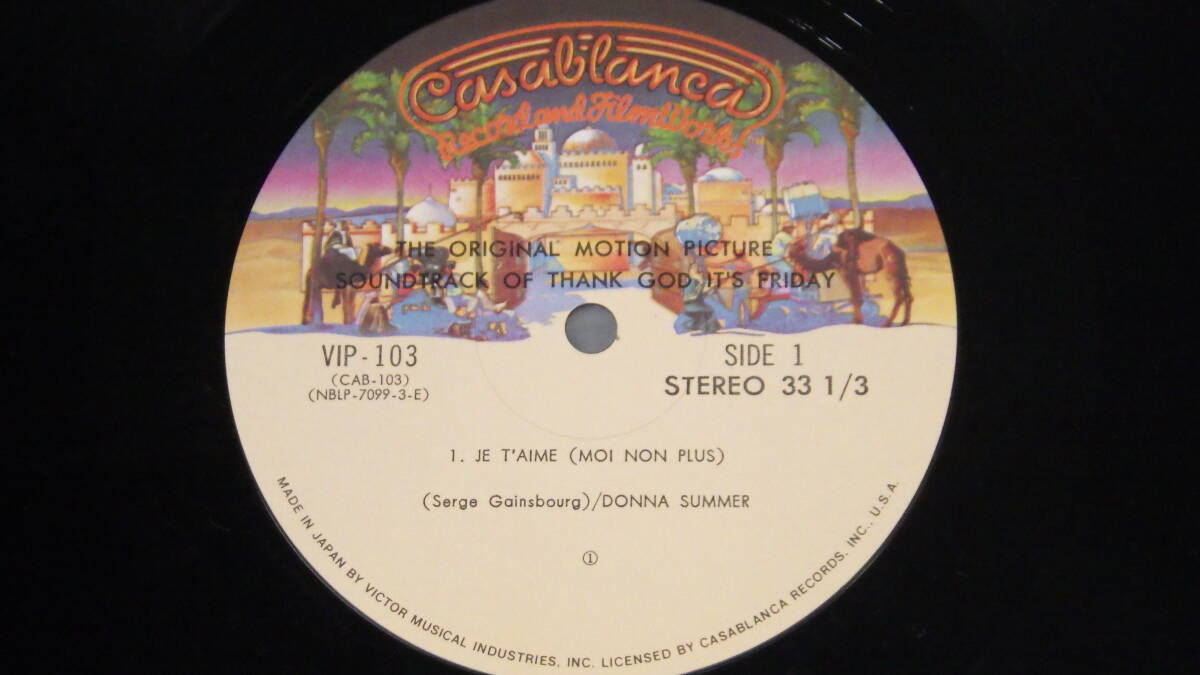 Casablanca
Record and FilmWorks
THE ORIGINAL MOTION PICTURE
SOUNDTRACK OF THANK GOD IT'S FRIDAY
VIP-103
(CAB-103)
(NBLP-7099-3-E)
SIDE 1
STEREO 33 1/3
1. JE T'AIME (MOI NON PLUS)
(Serge Gainsbourg)/DONNA SUMMER
①
MADE IN JAPAN BY VICTOR MUSICAL INDUSTRIES, INC. LICENSED BY CASABLANCA RECORDS, INC., U.S.A.